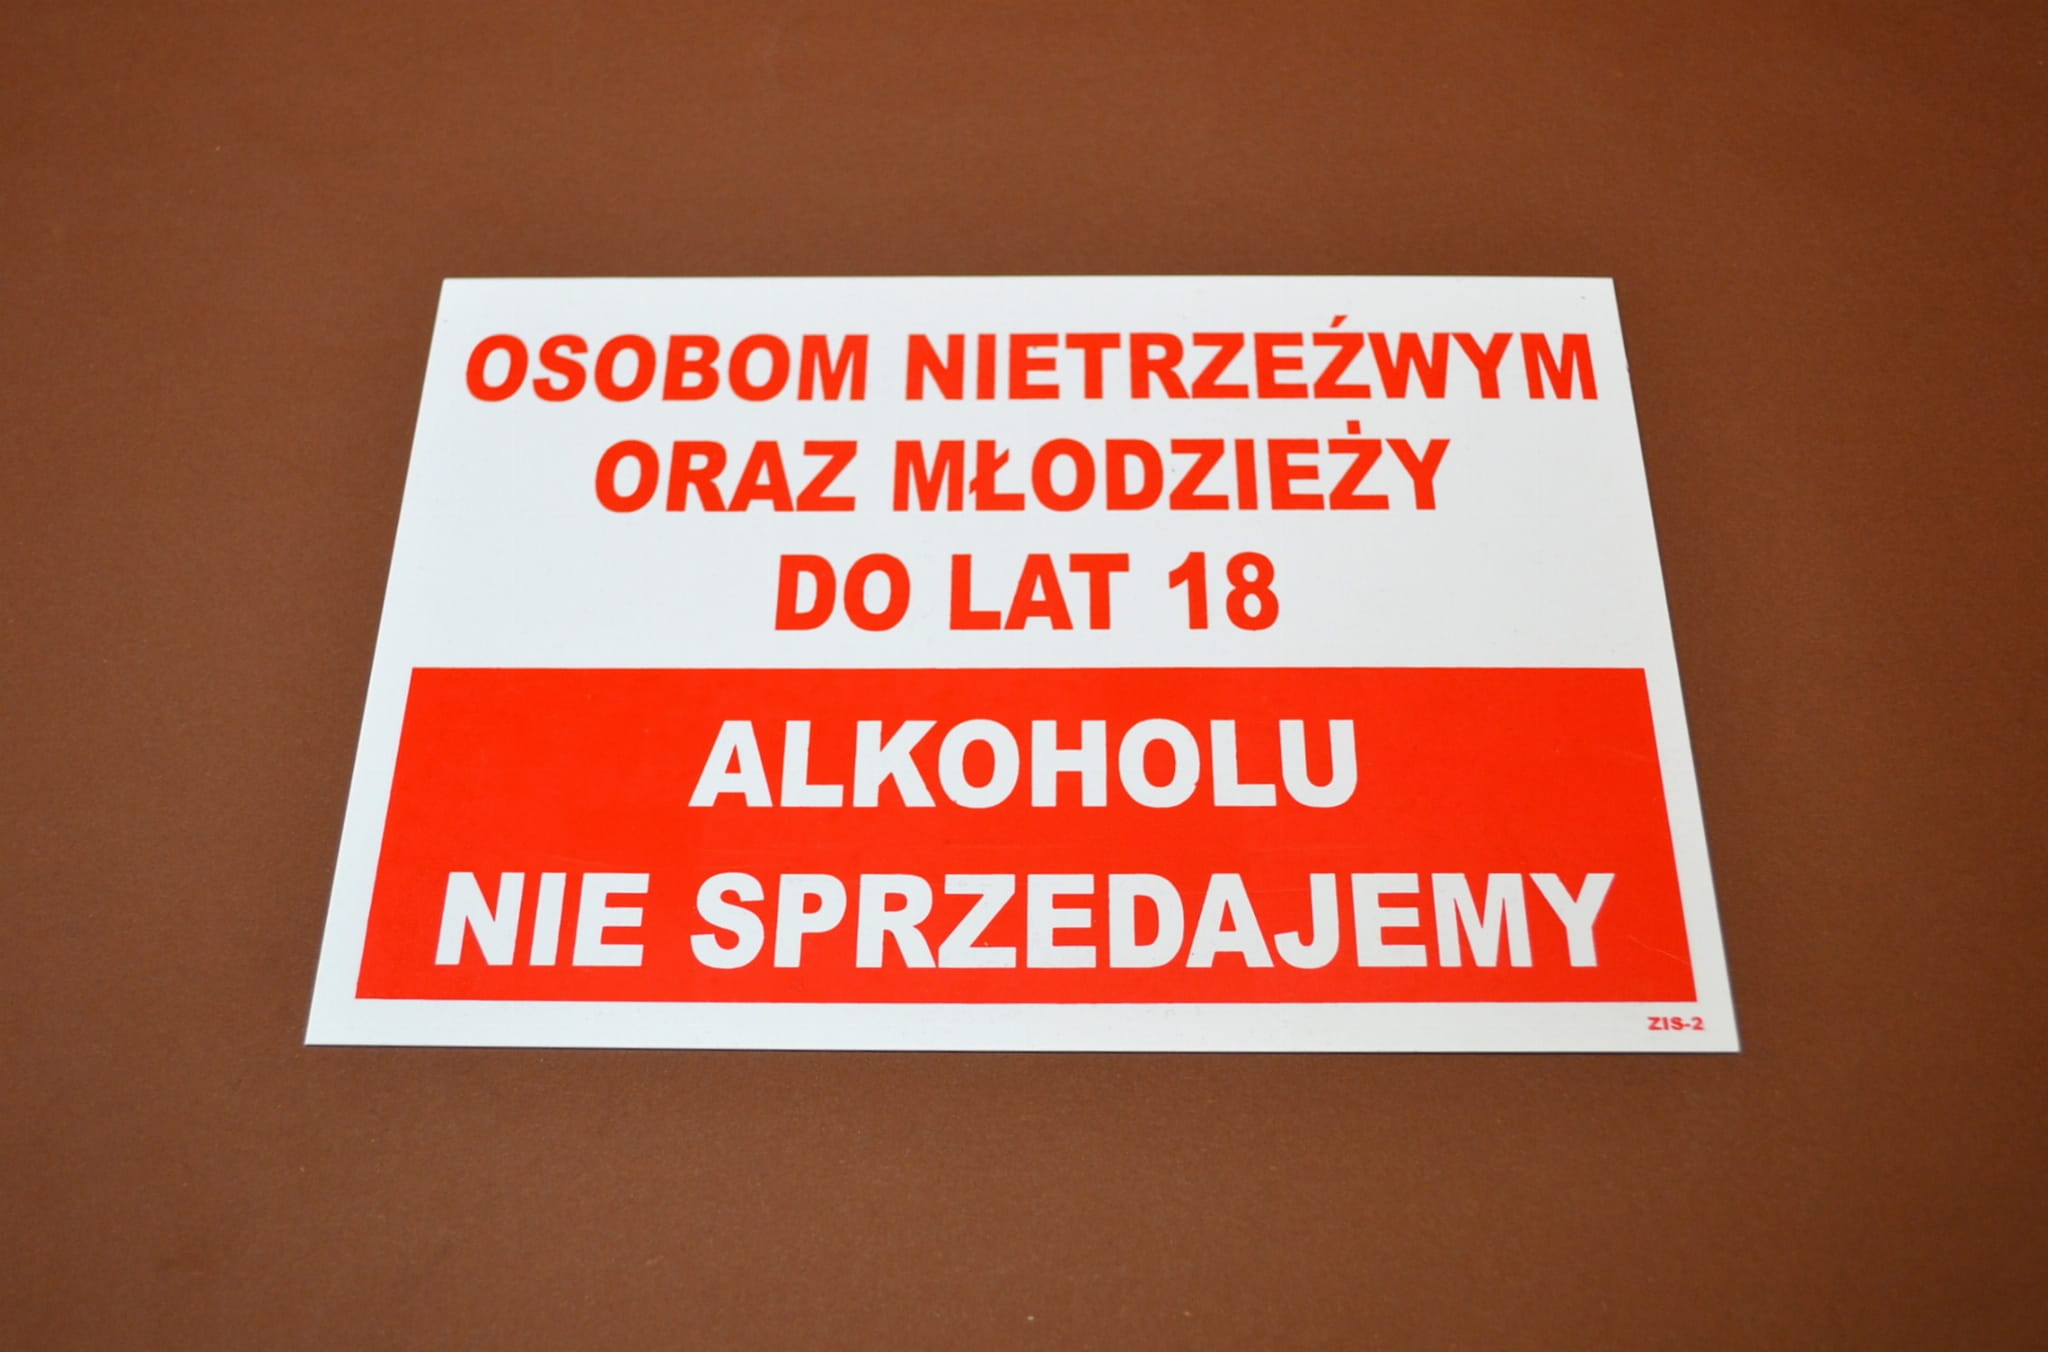 OSOBOM NIETRZEŹWYM
ORAZ MŁODZIEŻY
DO LAT 18
ALKOHOLU
NIE SPRZEDAJEMY
ZIS-2